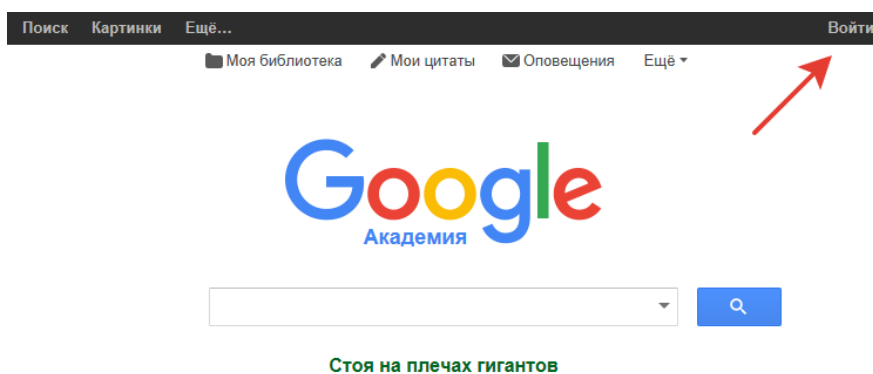 Поиск Картинки Ещё... Войти
Моя библиотека Мои цитаты Оповещения Ещё
Google
Академия
Стоя на плечах гигантов